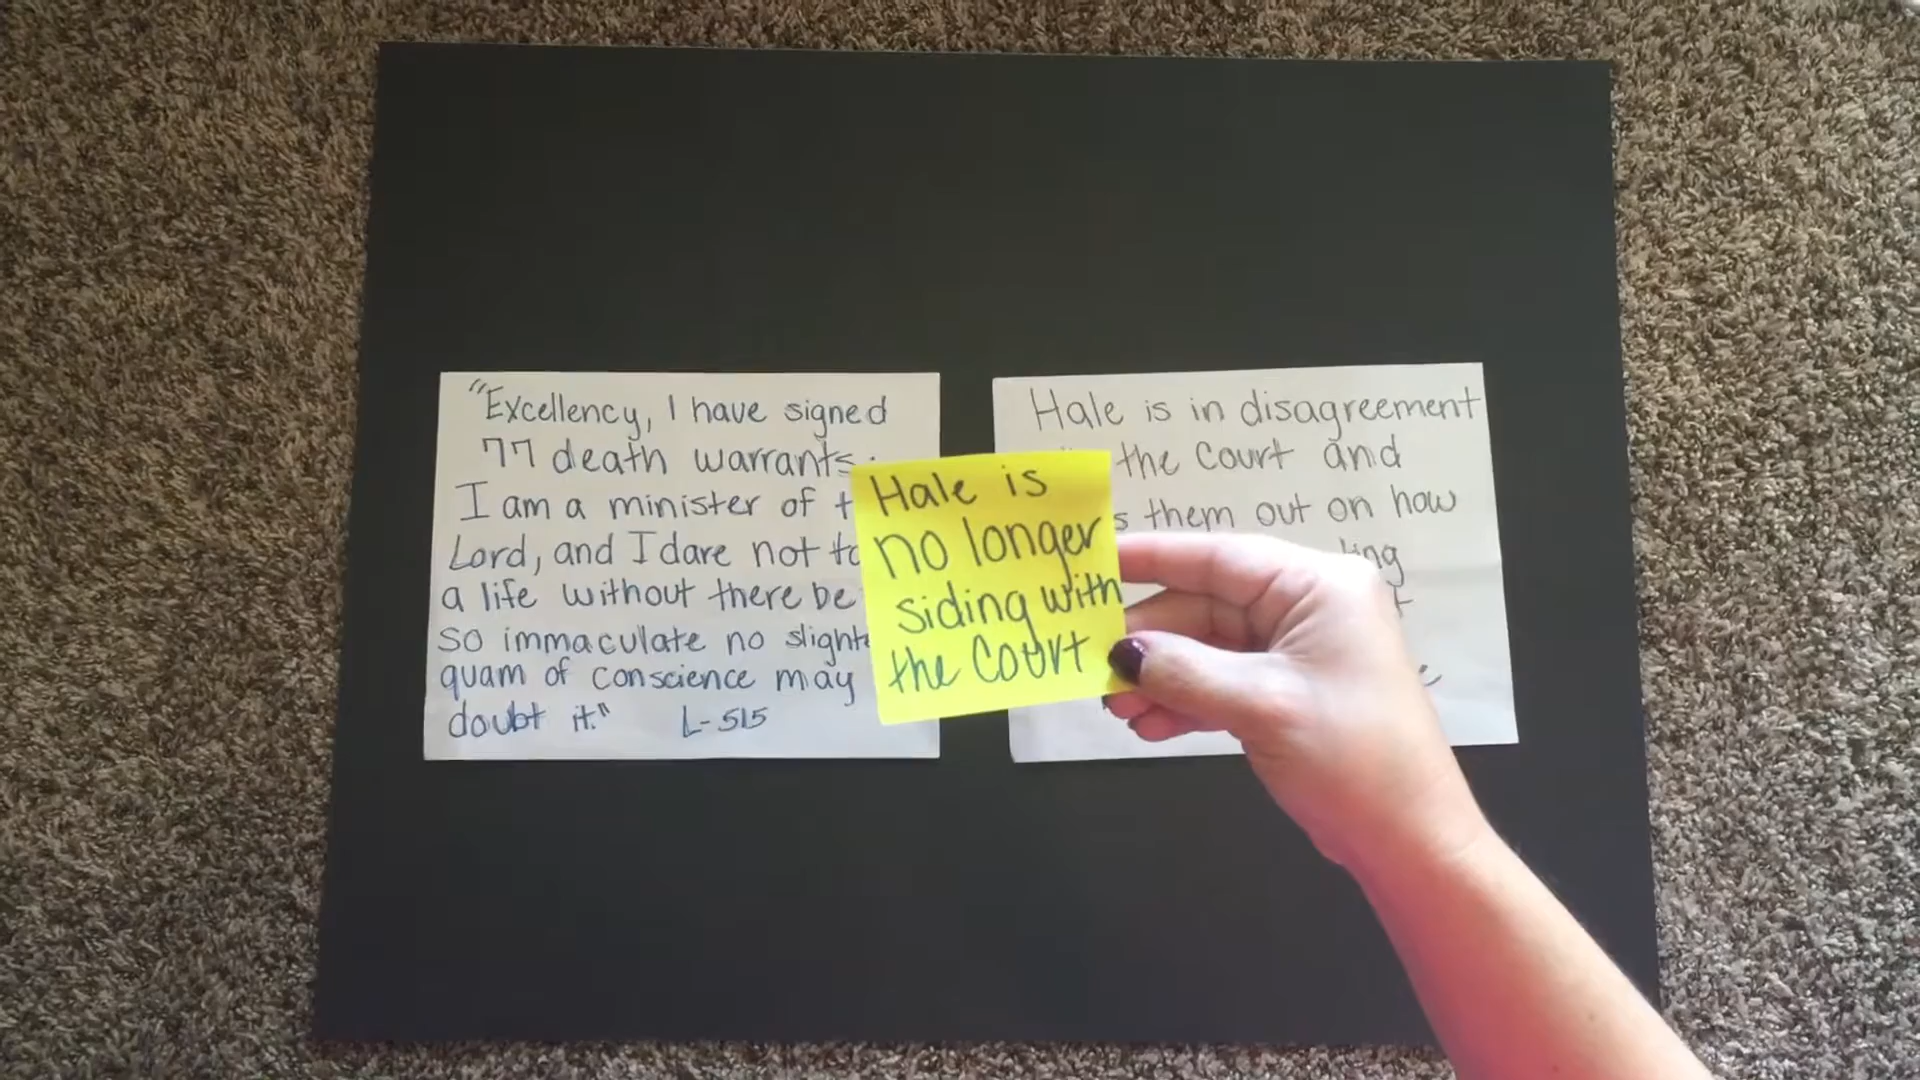 "Excellency, I have signed
77 death warrants.
I am a minister of
Lord, and I dare not
a life without there be
so immaculate no
quam of conscience may
doubt it." L-515
Hale is
no longer
siding with
the Court
Hale is in disagreement
the Court and
them out on how